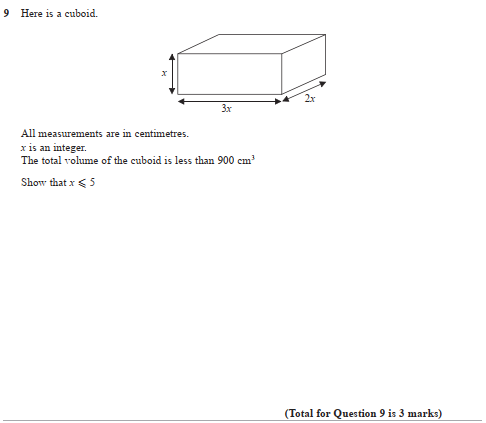 9 Here is a cuboid.
x
2x
3x
All measurements are in centimetres.
x is an integer.
The total volume of the cuboid is less than 900 cm³
Show that x ⩽ 5
(Total for Question 9 is 3 marks)